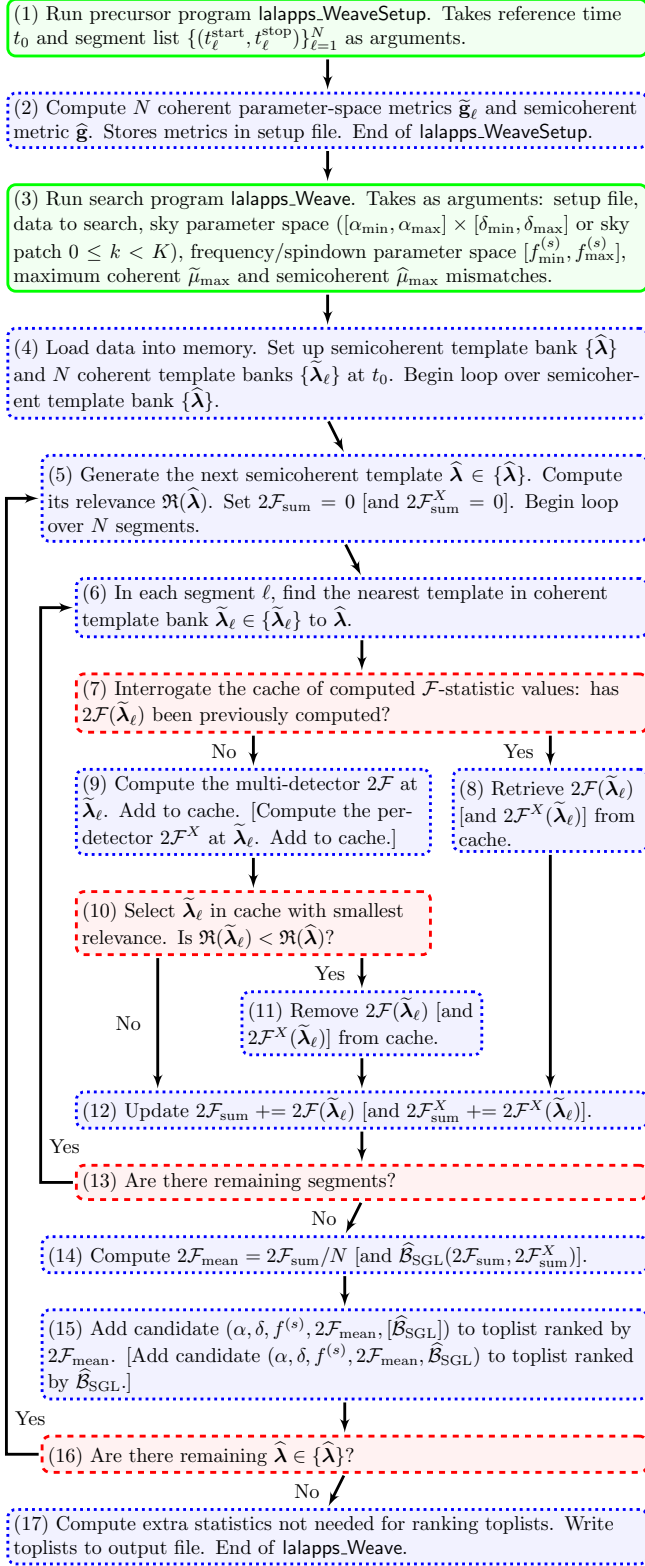 (1) Run precursor program lalapps_WeaveSetup. Takes reference time
t₀ and segment list {(t_ℓ^start, t_ℓ^stop)}_{ℓ=1}^N as arguments.
(2) Compute N coherent parameter-space metrics g̃_ℓ and semicoherent
metric ĝ. Stores metrics in setup file. End of lalapps_WeaveSetup.
(3) Run search program lalapps_Weave. Takes as arguments: setup file,
data to search, sky parameter space ([α_min, α_max] × [δ_min, δ_max] or sky
patch 0 ≤ k < K), frequency/spindown parameter space [f_min^(s), f_max^(s)],
maximum coherent μ̃_max and semicoherent μ̂_max mismatches.
(4) Load data into memory. Set up semicoherent template bank {λ̂}
and N coherent template banks {λ̃_ℓ} at t₀. Begin loop over semicoher-
ent template bank {λ̂}.
(5) Generate the next semicoherent template λ̂ ∈ {λ̂}. Compute
its relevance ℜ(λ̂). Set 2ℱ_sum = 0 [and 2ℱ_sum^X = 0]. Begin loop
over N segments.
(6) In each segment ℓ, find the nearest template in coherent
template bank λ̃_ℓ ∈ {λ̃_ℓ} to λ̂.
(7) Interrogate the cache of computed ℱ-statistic values: has
2ℱ(λ̃_ℓ) been previously computed?
No
Yes
(9) Compute the multi-detector 2ℱ at
λ̃_ℓ. Add to cache. [Compute the per-
detector 2ℱ^X at λ̃_ℓ. Add to cache.]
(8) Retrieve 2ℱ(λ̃_ℓ)
[and 2ℱ^X(λ̃_ℓ)] from
cache.
(10) Select λ̃_ℓ in cache with smallest
relevance. Is ℜ(λ̃_ℓ) < ℜ(λ̂)?
Yes
No
(11) Remove 2ℱ(λ̃_ℓ) [and
2ℱ^X(λ̃_ℓ)] from cache.
(12) Update 2ℱ_sum += 2ℱ(λ̃_ℓ) [and 2ℱ_sum^X += 2ℱ^X(λ̃_ℓ)].
Yes
(13) Are there remaining segments?
No
(14) Compute 2ℱ_mean = 2ℱ_sum/N [and ℬ̂_SGL(2ℱ_sum, 2ℱ_sum^X)].
(15) Add candidate (α, δ, f^(s), 2ℱ_mean, [ℬ̂_SGL]) to toplist ranked by
2ℱ_mean. [Add candidate (α, δ, f^(s), 2ℱ_mean, ℬ̂_SGL) to toplist ranked
by ℬ̂_SGL.]
Yes
(16) Are there remaining λ̂ ∈ {λ̂}?
No
(17) Compute extra statistics not needed for ranking toplists. Write
toplists to output file. End of lalapps_Weave.